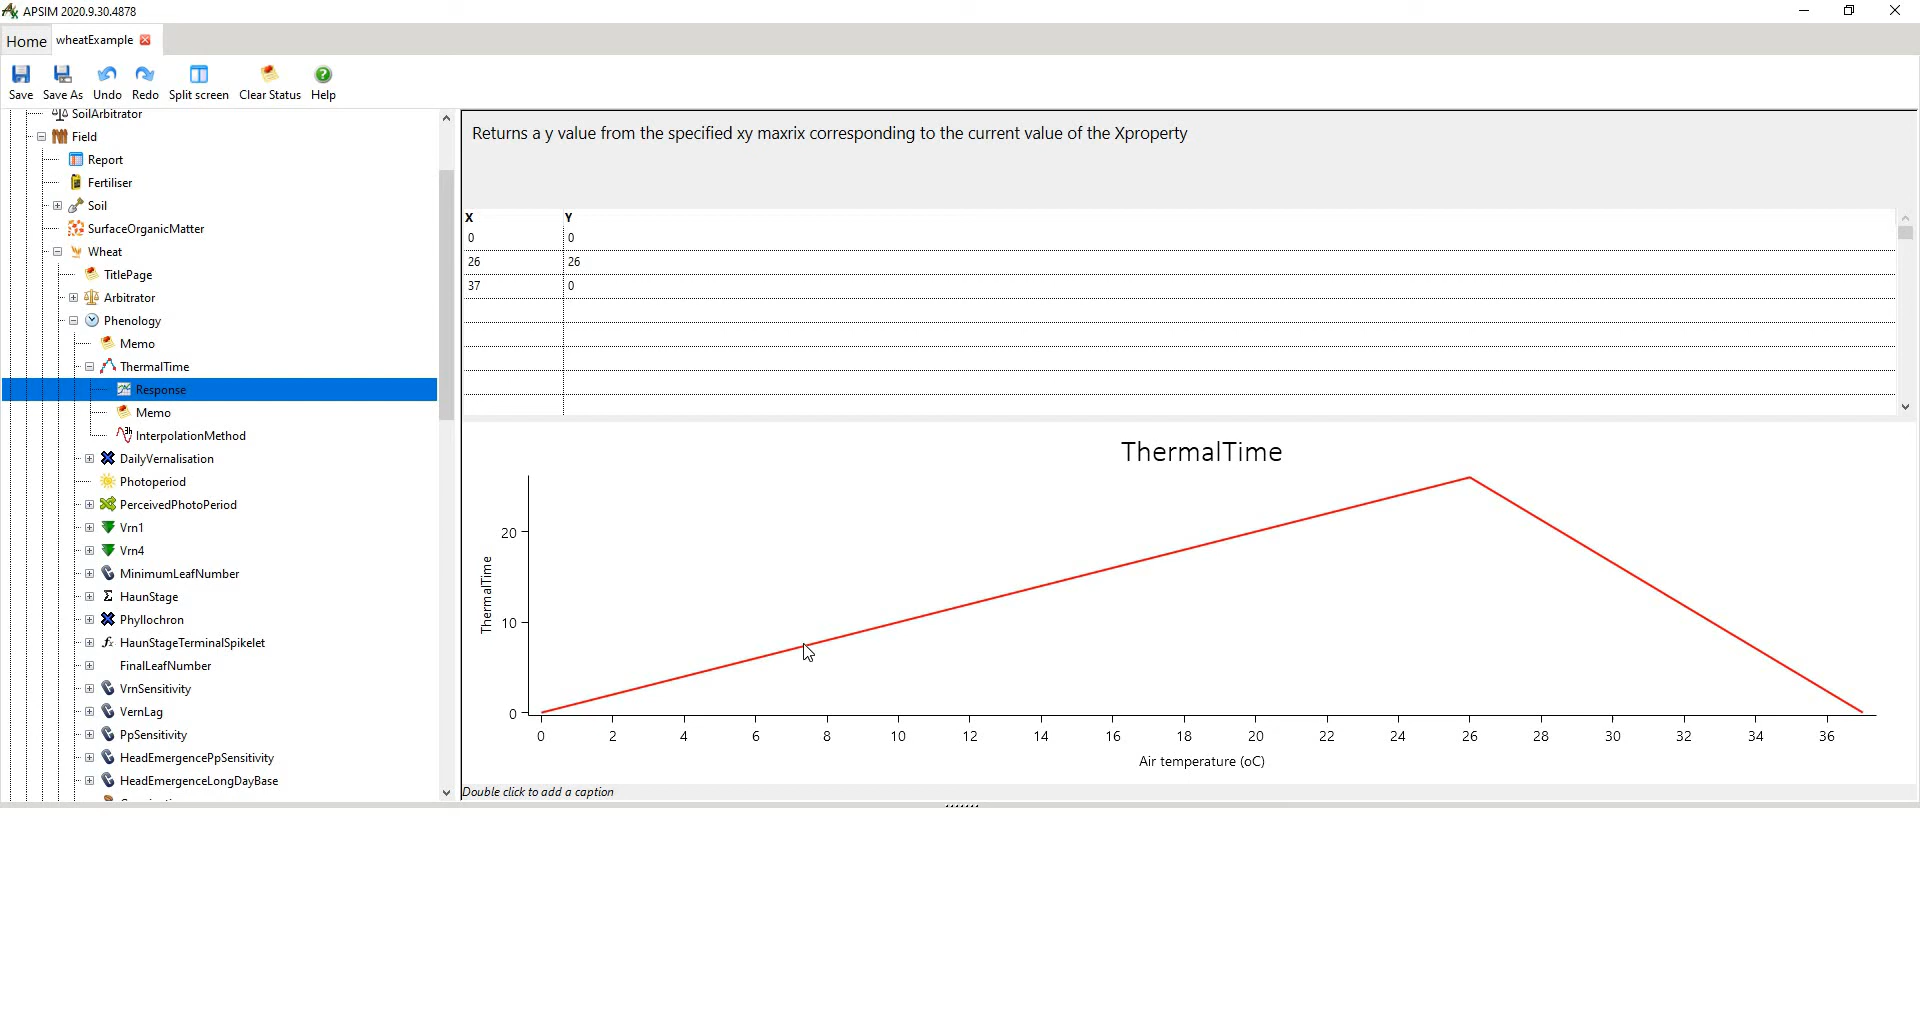 APSIM 2020.9.30.4878
Home wheatExample
Save Save As Undo Redo Split screen Clear Status Help
SoilArbitrator
Field
Report
Fertiliser
Soil
SurfaceOrganicMatter
Wheat
TitlePage
Arbitrator
Phenology
Memo
ThermalTime
Response
Memo
3h
InterpolationMethod
DailyVernalisation
Photoperiod
PerceivedPhotoPeriod
Vrn1
Vrn4
MinimumLeafNumber
Σ HaunStage
Phyllochron
fx HaunStageTerminalSpikelet
FinalLeafNumber
VrnSensitivity
VernLag
PpSensitivity
HeadEmergencePpSensitivity
HeadEmergenceLongDayBase
Returns a y value from the specified xy maxrix corresponding to the current value of the Xproperty
X Y
0 0
26 26
37 0
ThermalTime
ThermalTime
20
10
0
0 2 4 6 8 10 12 14 16 18 20 22 24 26 28 30 32 34 36
Air temperature (oC)
Double click to add a caption